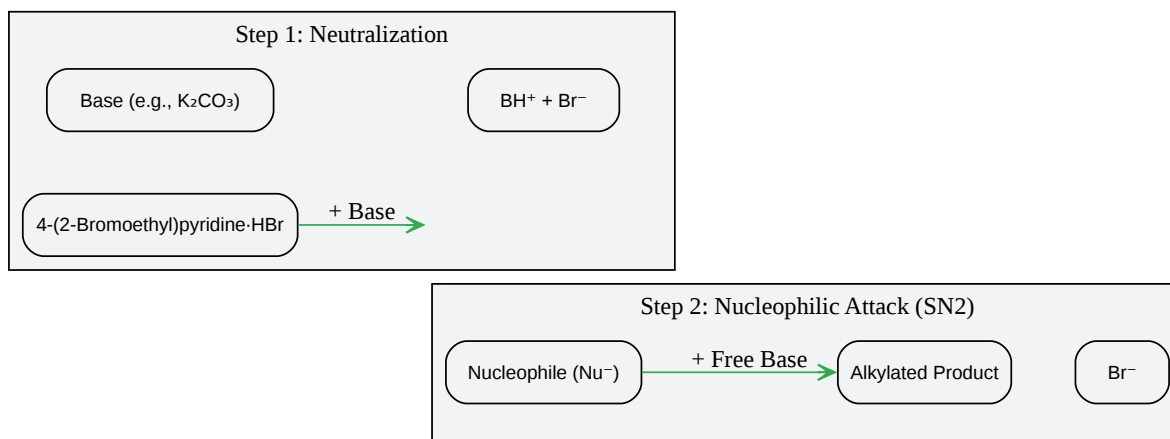 Step 1: Neutralization
Base (e.g., K₂CO₃)
BH⁺ + Br⁻
4-(2-Bromoethyl)pyridine·HBr
+ Base
Step 2: Nucleophilic Attack (SN2)
Nucleophile (Nu⁻)
+ Free Base
Alkylated Product
Br⁻